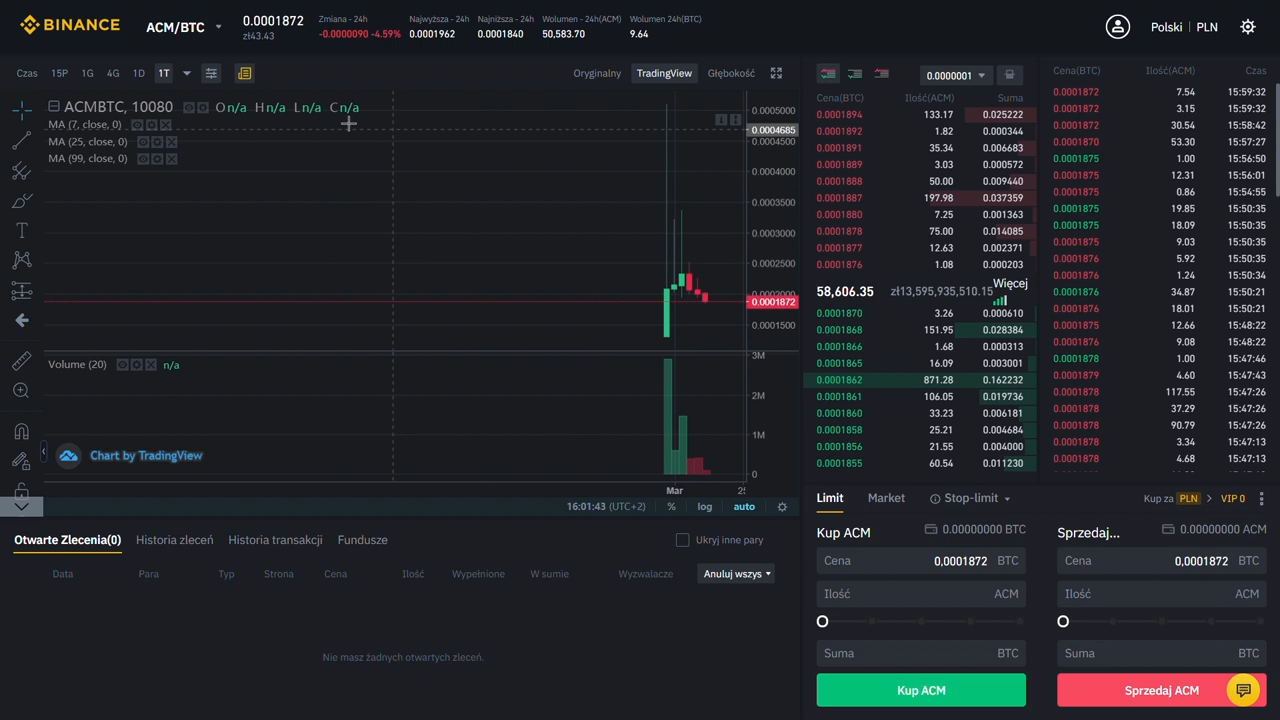 BINANCE
ACM/BTC
0.0001872
zł43.43
Zmiana - 24h
-0.0000090 -4.59%
Najwyższa - 24h
0.0001962
Najniższa - 24h
0.0001840
Wolumen - 24h(ACM)
50,583.70
Wolumen 24h(BTC)
9.64
Polski PLN
Czas 15P 1G 4G 1D 1T
Oryginalny TradingView Głębokość
ACMBTC, 10080 On/a Hn/a Ln/a Cn/a
MA (7, close, 0)
MA (25, close, 0)
MA (99, close, 0)
0.0005000
0.0004685
0.0004500
0.0004000
0.0003500
0.0003000
0.0002500
0.0001872
0.0001500
Volume (20) n/a
3M
2M
1M
0
Chart by TradingView
Mar
16:01:43 (UTC+2) % log auto
0.0000001
Cena(BTC) Ilość(ACM) Suma
0.0001894 133.17 0.025222
0.0001892 1.82 0.000344
0.0001891 35.34 0.006683
0.0001889 3.03 0.000572
0.0001888 50.00 0.009440
0.0001887 197.98 0.037359
0.0001880 7.25 0.001363
0.0001878 75.00 0.014085
0.0001877 12.63 0.002371
0.0001876 1.08 0.000203
58,606.35 zł13,595,935,510.15 Więcej
0.0001870 3.26 0.000610
0.0001868 151.95 0.028384
0.0001866 1.68 0.000313
0.0001865 16.09 0.003001
0.0001862 871.28 0.162232
0.0001861 106.05 0.019736
0.0001860 33.23 0.006181
0.0001858 25.21 0.004684
0.0001856 21.55 0.004000
0.0001855 60.54 0.011230
Cena(BTC) Ilość(ACM) Czas
0.0001872 7.54 15:59:32
0.0001872 3.15 15:59:32
0.0001872 30.54 15:58:42
0.0001870 53.30 15:57:27
0.0001875 1.00 15:56:50
0.0001875 12.31 15:56:01
0.0001875 0.86 15:54:55
0.0001875 19.85 15:50:35
0.0001875 18.09 15:50:35
0.0001875 9.03 15:50:35
0.0001875 5.92 15:50:35
0.0001876 1.24 15:50:34
0.0001876 34.87 15:50:21
0.0001876 18.01 15:50:21
0.0001875 12.66 15:48:22
0.0001876 9.08 15:48:22
0.0001878 1.00 15:47:46
0.0001879 4.60 15:47:43
0.0001878 117.55 15:47:26
0.0001878 37.29 15:47:26
0.0001878 90.79 15:47:26
0.0001878 3.34 15:47:13
0.0001878 4.68 15:47:13
Otwarte Zlecenia(0) Historia zleceń Historia transakcji Fundusze
Ukryj inne pary
Data Para Typ Strona Cena Ilość Wypełnione W sumie Wyzwalacze Anuluj wszys
Nie masz żadnych otwartych zleceń.
Limit Market Stop-limit Kup za PLN VIP 0
Kup ACM 0.00000000 BTC
Cena 0,0001872 BTC
Ilość ACM
Suma BTC
Kup ACM
Sprzedaj... 0.00000000 ACM
Cena 0,0001872 BTC
Ilość ACM
Suma BTC
Sprzedaj ACM